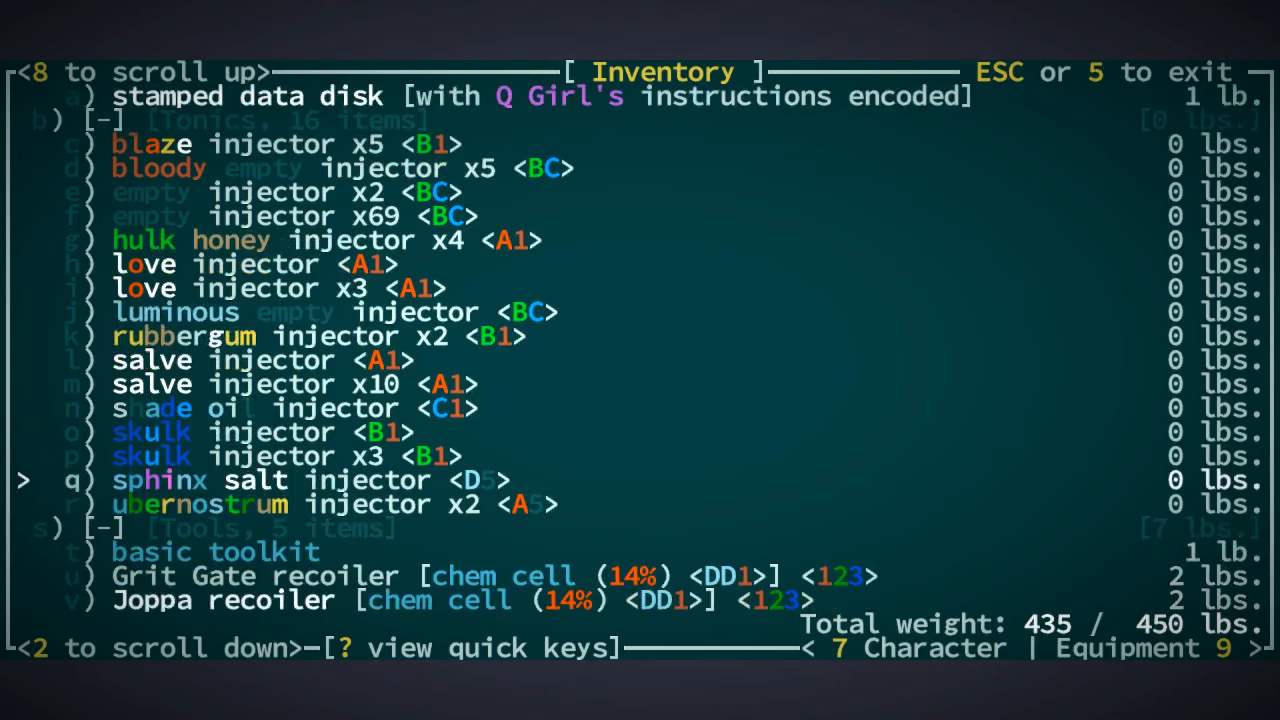 <8 to scroll up> [ Inventory ] ESC or 5 to exit
a) stamped data disk [with Q Girl's instructions encoded] 1 lb.
b) [-] [Tonics, 16 items] [0 lbs.]
c) blaze injector x5 <B1> 0 lbs.
d) bloody empty injector x5 <BC> 0 lbs.
e) empty injector x2 <BC> 0 lbs.
f) empty injector x69 <BC> 0 lbs.
g) hulk honey injector x4 <A1> 0 lbs.
h) love injector <A1> 0 lbs.
i) love injector x3 <A1> 0 lbs.
j) luminous empty injector <BC> 0 lbs.
k) rubbergum injector x2 <B1> 0 lbs.
l) salve injector <A1> 0 lbs.
m) salve injector x10 <A1> 0 lbs.
n) shade oil injector <C1> 0 lbs.
o) skulk injector <B1> 0 lbs.
p) skulk injector x3 <B1> 0 lbs.
> q) sphinx salt injector <D5> 0 lbs.
r) ubernostrum injector x2 <A5> 0 lbs.
s) [-] [Tools, 5 items] [7 lbs.]
t) basic toolkit 1 lb.
u) Grit Gate recoiler [chem cell (14%) <DD1>] <123> 2 lbs.
v) Joppa recoiler [chem cell (14%) <DD1>] <123> 2 lbs.
Total weight: 435 / 450 lbs.
<2 to scroll down> [? view quick keys] < 7 Character | Equipment 9 >